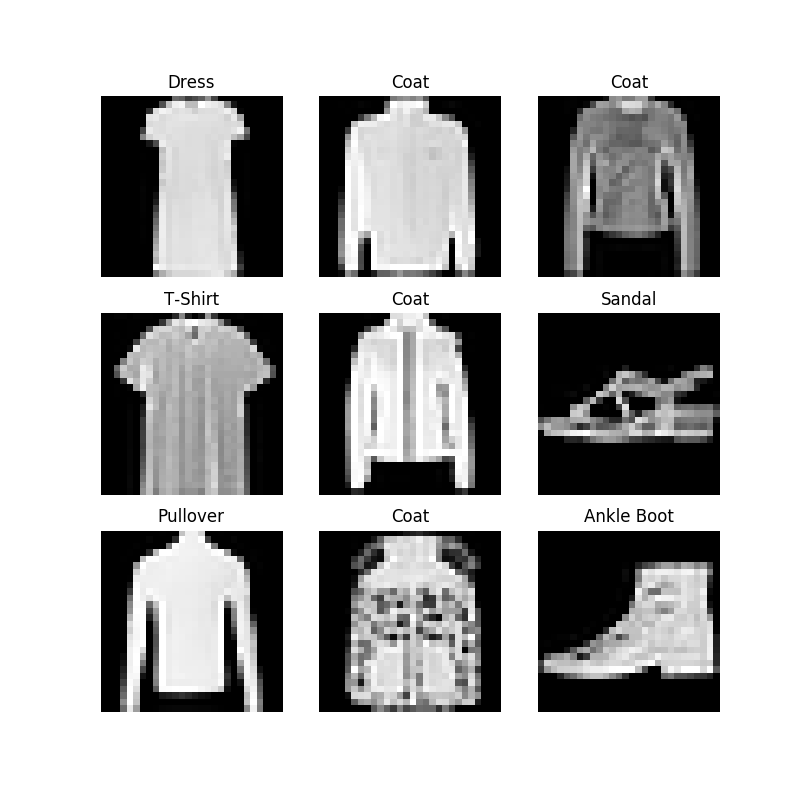 Dress
Coat
Coat
T-Shirt
Coat
Sandal
Pullover
Coat
Ankle Boot